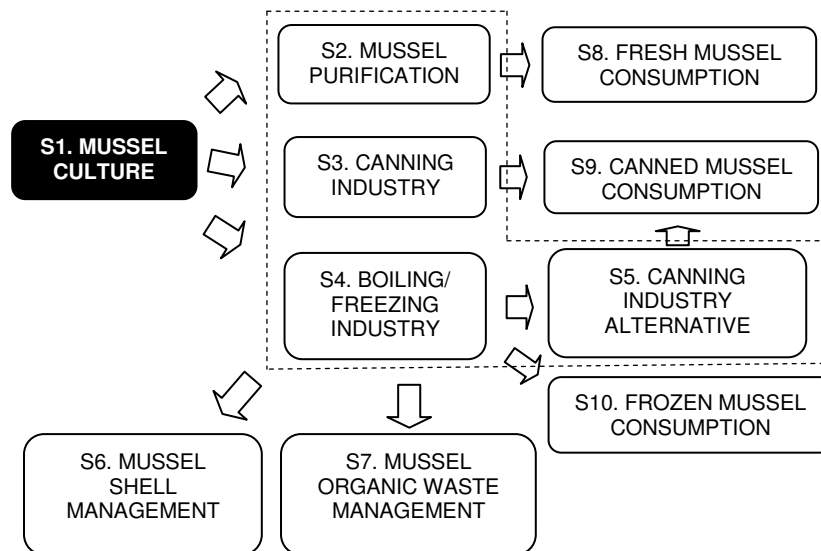 S2. MUSSEL
PURIFICATION
S8. FRESH MUSSEL
CONSUMPTION
S1. MUSSEL
CULTURE
S3. CANNING
INDUSTRY
S9. CANNED MUSSEL
CONSUMPTION
S4. BOILING/
FREEZING
INDUSTRY
S5. CANNING
INDUSTRY
ALTERNATIVE
S10. FROZEN MUSSEL
CONSUMPTION
S6. MUSSEL
SHELL
MANAGEMENT
S7. MUSSEL
ORGANIC WASTE
MANAGEMENT